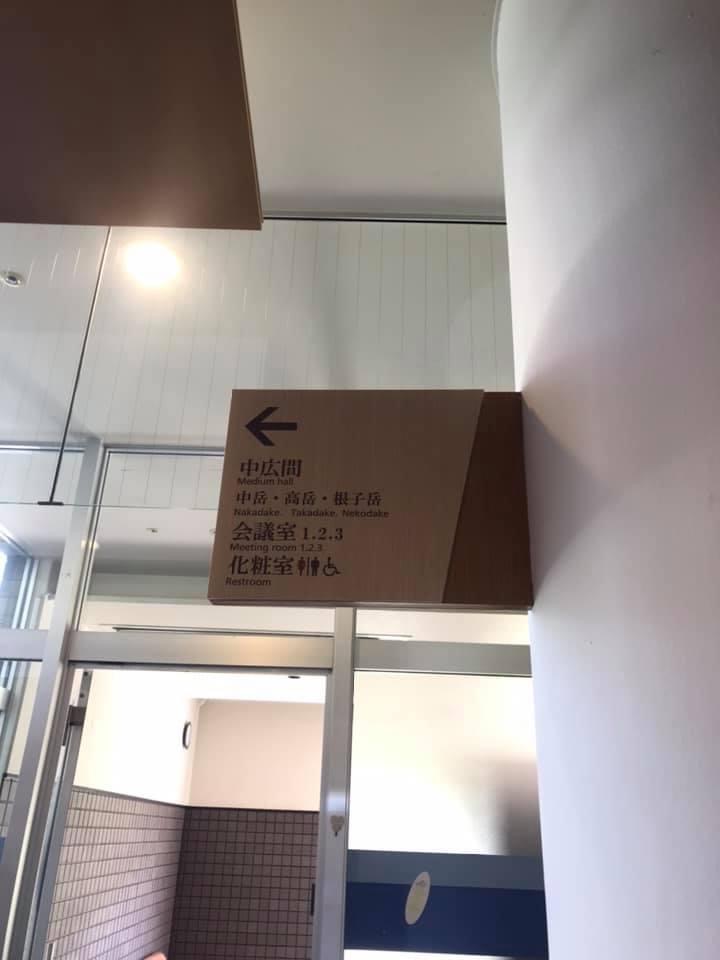 中広間
Medium hall
中岳・高岳・根子岳
Nakadake. Takadake. Nekodake
会議室 1.2.3
Meeting room 1.2.3
化粧室
Restroom